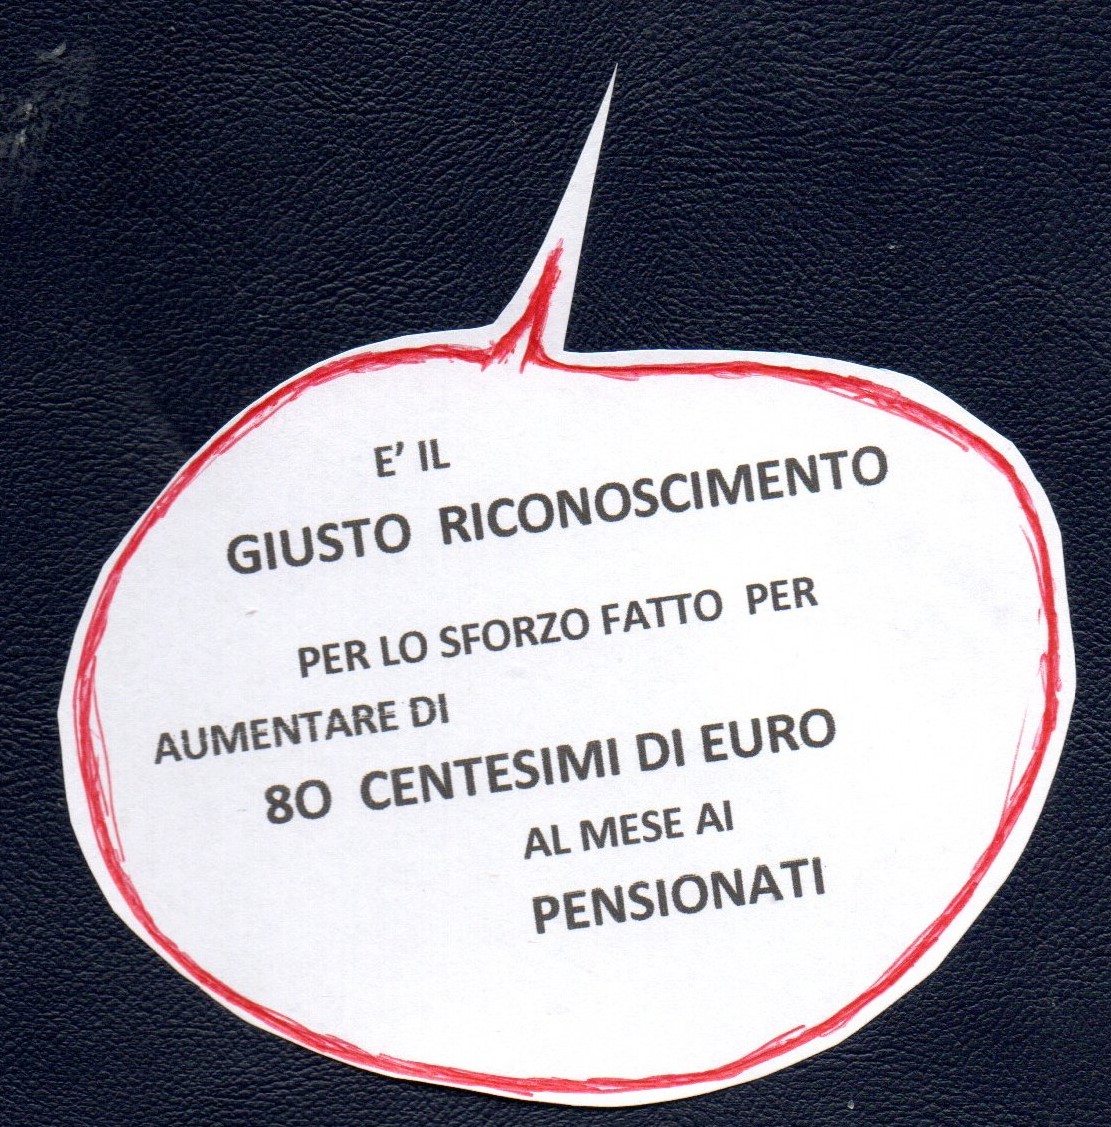 E’ IL
GIUSTO RICONOSCIMENTO
PER LO SFORZO FATTO PER
AUMENTARE DI
8O CENTESIMI DI EURO
AL MESE AI
PENSIONATI